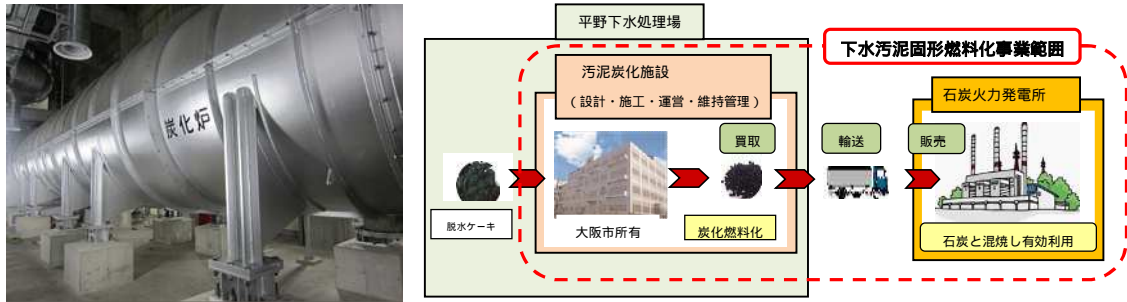 炭化炉
平野下水処理場
下水汚泥固形燃料化事業範囲
汚泥炭化施設
(設計・施工・運営・維持管理)
石炭火力発電所
買取
輸送
販売
脱水ケーキ
大阪市所有
炭化燃料化
石炭と混焼し有効利用